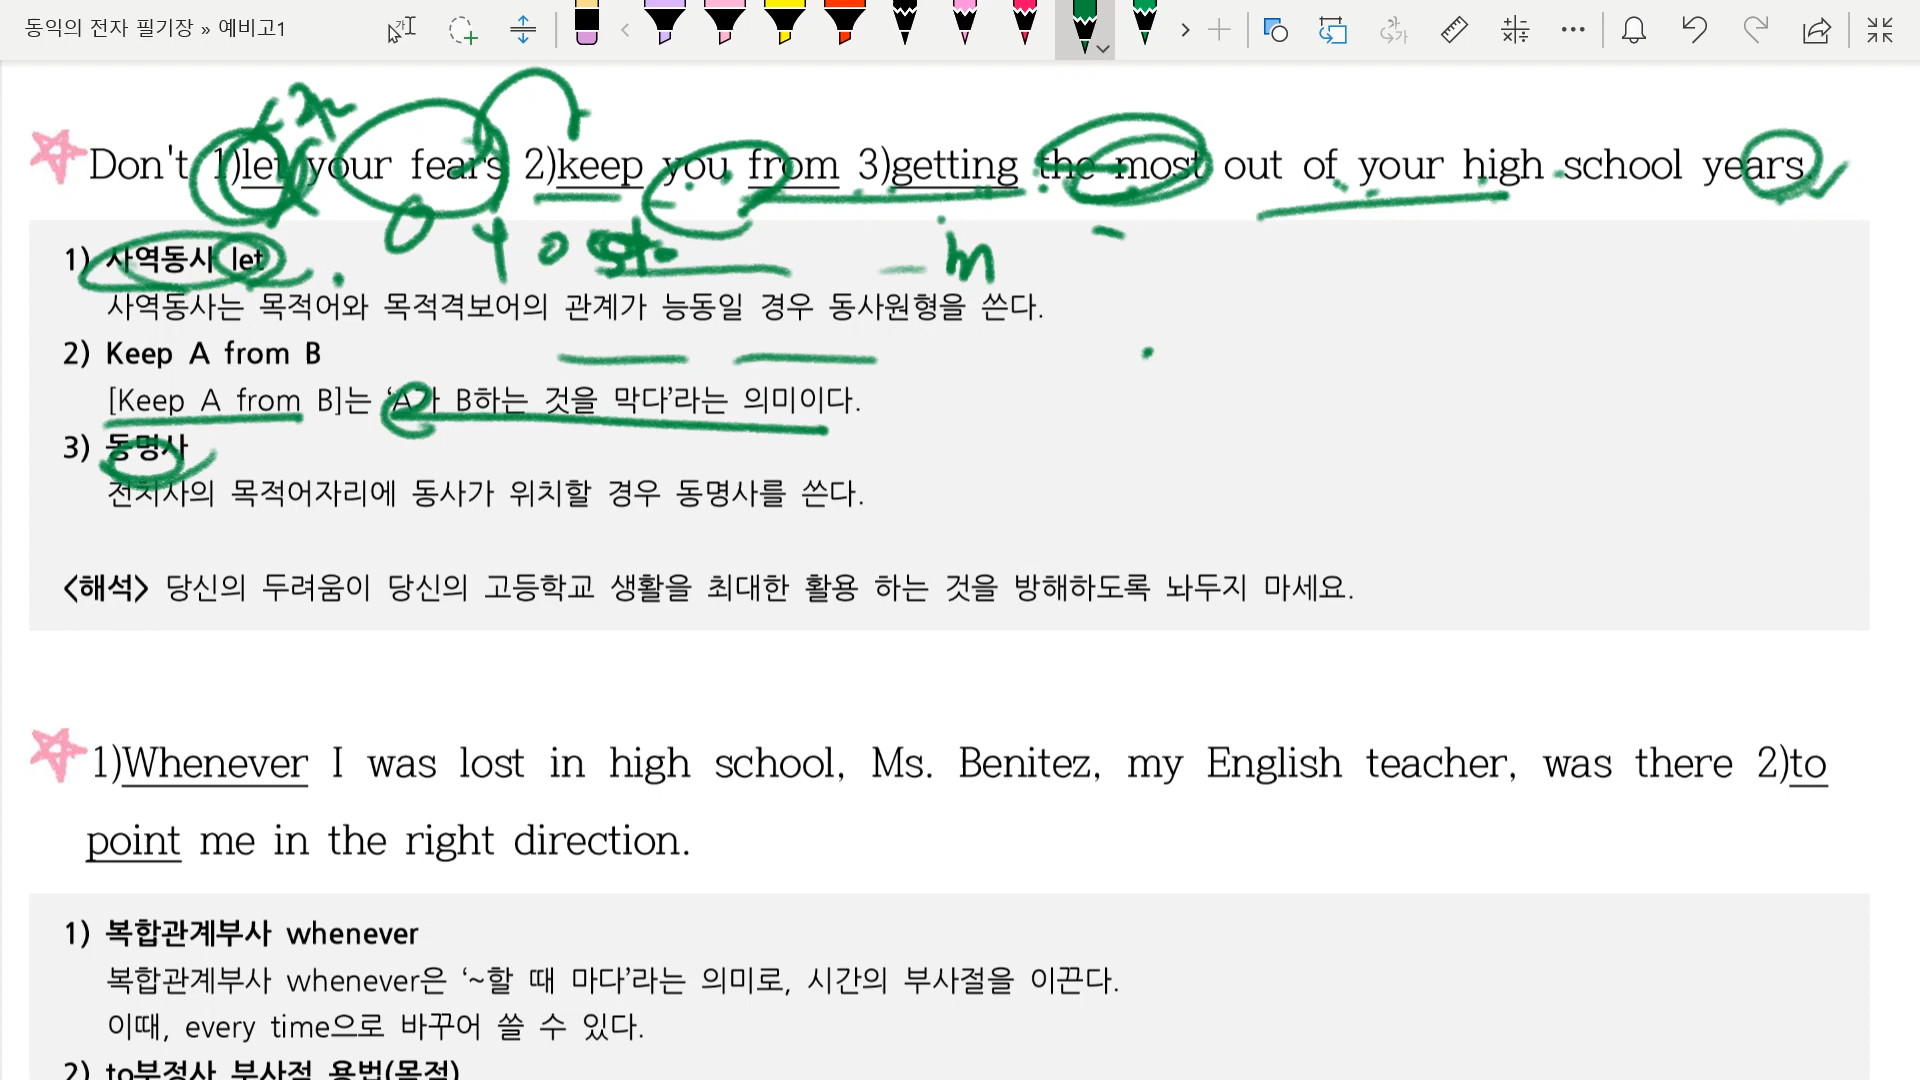 동익의 전자 필기장 » 예비고1
Don't 1)let your fears 2)keep you from 3)getting the most out of your high school years.
1) 사역동사 let
사역동사는 목적어와 목적격보어의 관계가 능동일 경우 동사원형을 쓴다.
2) Keep A from B
[Keep A from B]는 ‘A가 B하는 것을 막다’라는 의미이다.
3) 동명사
전치사의 목적어자리에 동사가 위치할 경우 동명사를 쓴다.
<해석> 당신의 두려움이 당신의 고등학교 생활을 최대한 활용 하는 것을 방해하도록 놔두지 마세요.
1)Whenever I was lost in high school, Ms. Benitez, my English teacher, was there 2)to
point me in the right direction.
1) 복합관계부사 whenever
복합관계부사 whenever은 ‘~할 때 마다’라는 의미로, 시간의 부사절을 이끈다.
이때, every time으로 바꾸어 쓸 수 있다.
2) to부정사 부사적 용법(목적)